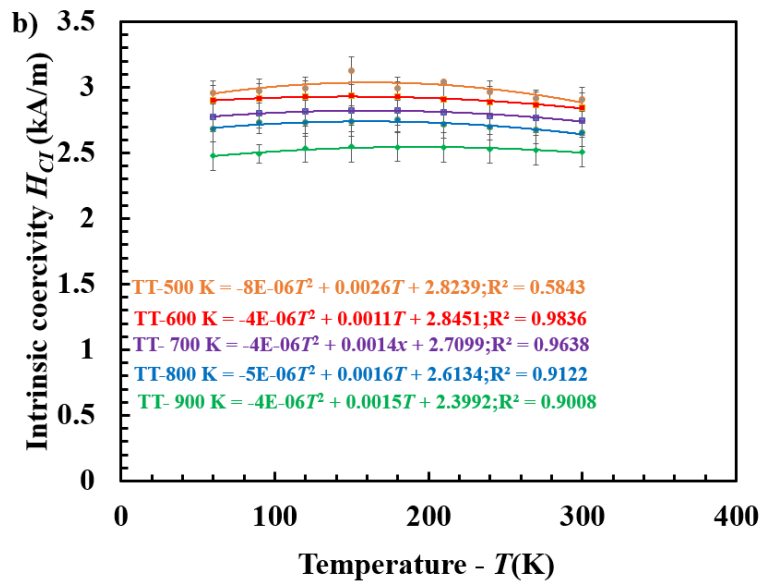 b)
Intrinsic coercivity H_CI (kA/m)
3.5
3
2.5
2
1.5
1
0.5
0
TT-500 K = -8E-06T² + 0.0026T + 2.8239;R² = 0.5843
TT-600 K = -4E-06T² + 0.0011T + 2.8451;R² = 0.9836
TT- 700 K = -4E-06T² + 0.0014x + 2.7099;R² = 0.9638
TT-800 K = -5E-06T² + 0.0016T + 2.6134;R² = 0.9122
TT- 900 K = -4E-06T² + 0.0015T + 2.3992;R² = 0.9008
0 100 200 300 400
Temperature - T(K)